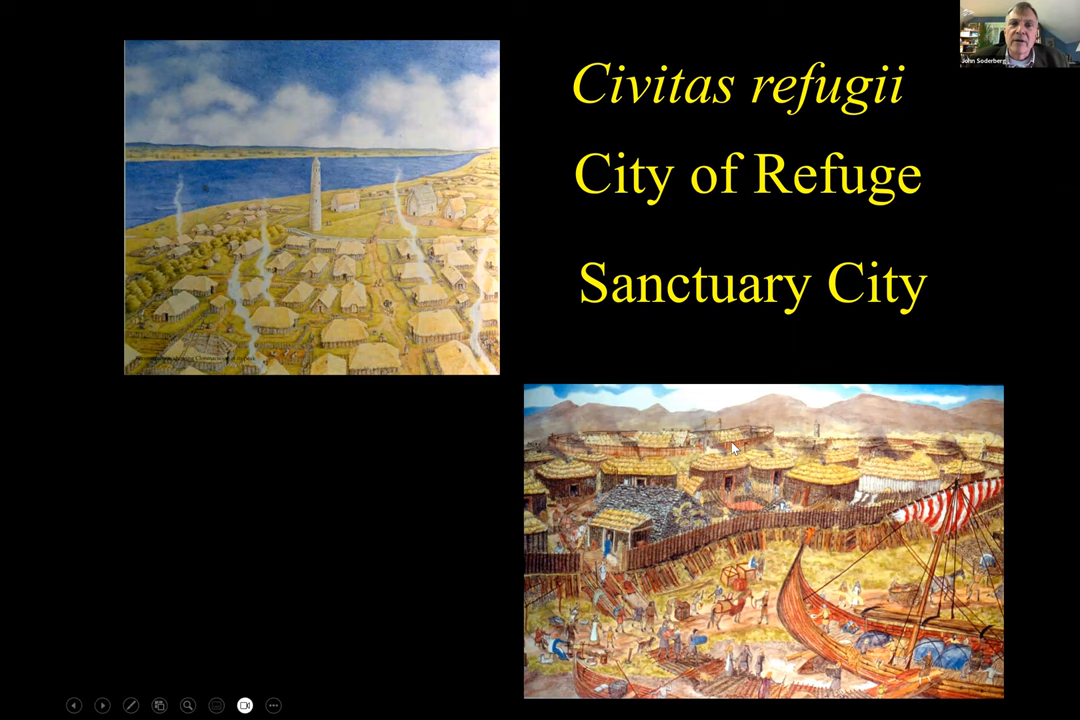 Civitas refugii
City of Refuge
Sanctuary City
John Soderberg